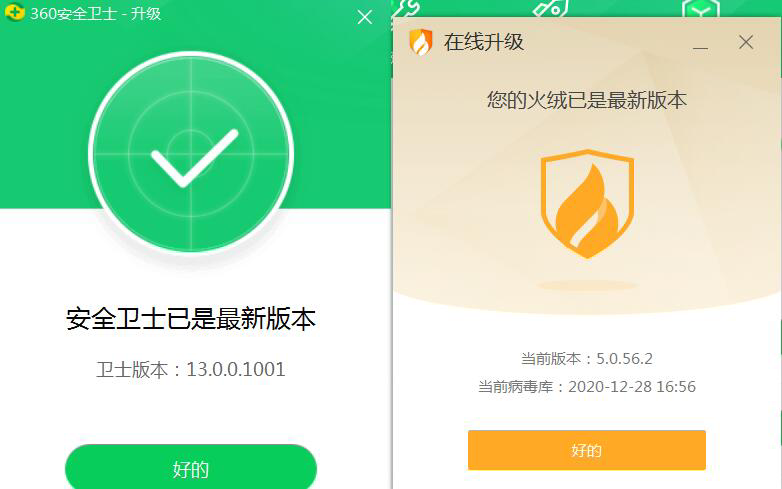 360安全卫士 - 升级
安全卫士已是最新版本
卫士版本：13.0.0.1001
好的
在线升级
您的火绒已是最新版本
当前版本：5.0.56.2
当前病毒库：2020-12-28 16:56
好的